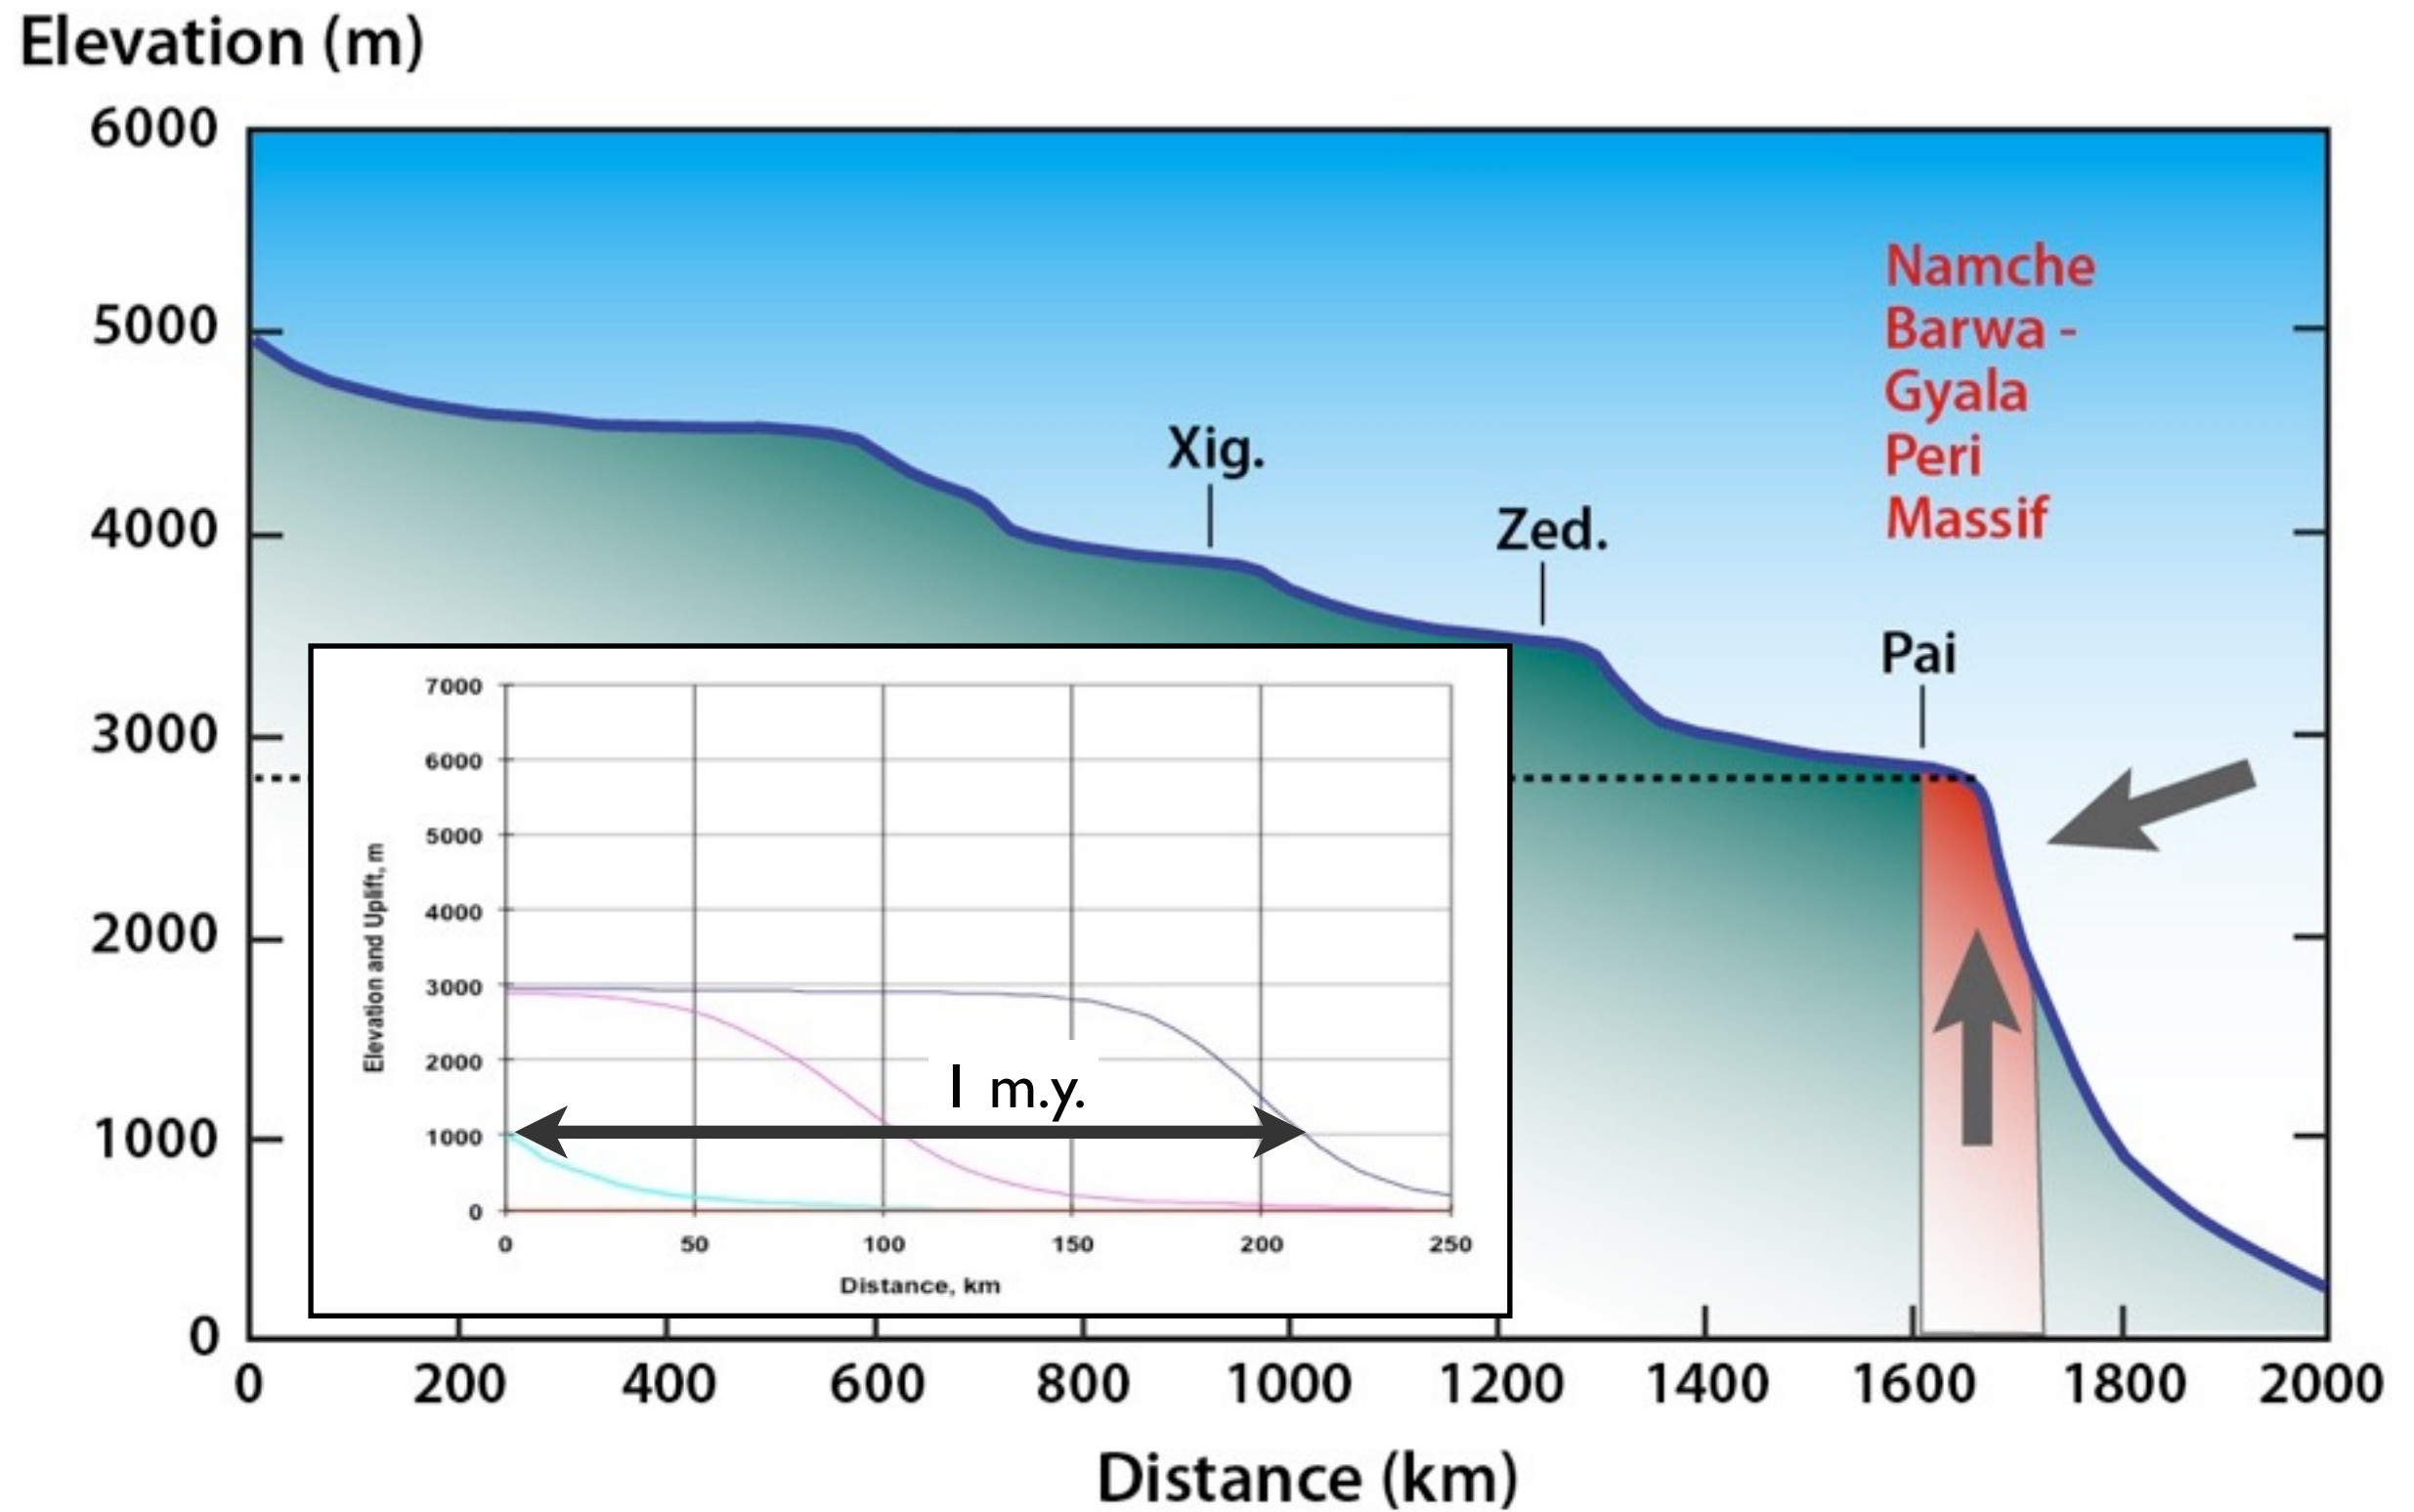 Elevation (m)
6000
5000
4000
3000
2000
1000
0
0 200 400 600 800 1000 1200 1400 1600 1800 2000
Distance (km)
Xig.
Zed.
Pai
Namche
Barwa -
Gyala
Peri
Massif
7000
6000
5000
4000
3000
2000
1000
0
Elevation and Uplift, m
1 m.y.
0 50 100 150 200 250
Distance, km